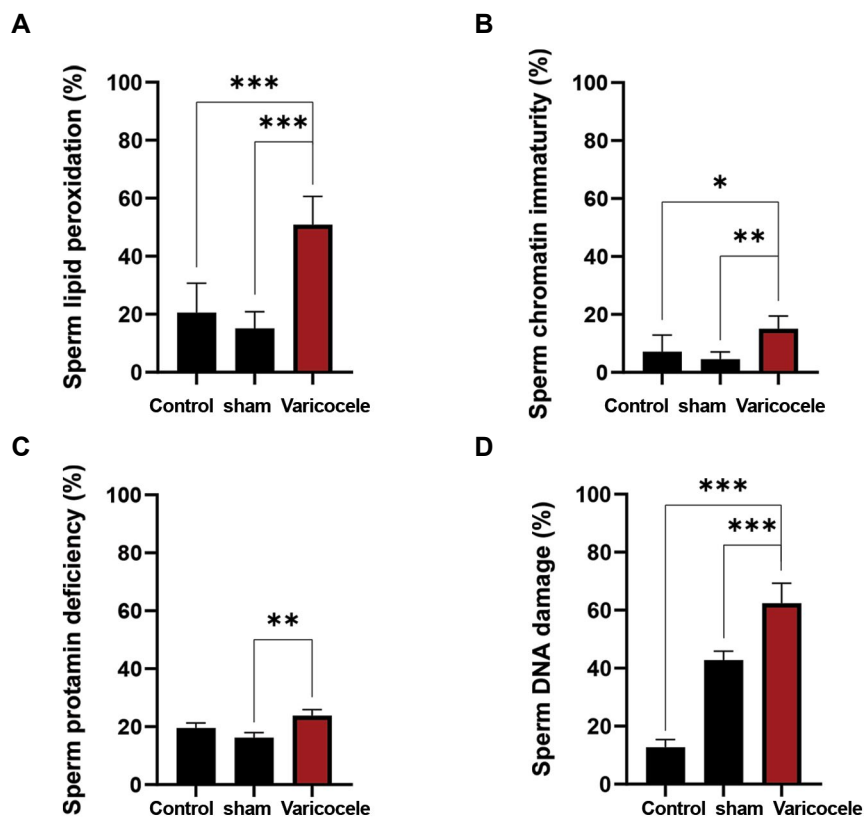 A
Sperm lipid peroxidation (%)
100
80
60
40
20
0
***
***
Control sham Varicocele
B
Sperm chromatin immaturity (%)
100
80
60
40
20
0
*
**
Control sham Varicocele
C
Sperm protamin deficiency (%)
100
80
60
40
20
0
**
Control sham Varicocele
D
Sperm DNA damage (%)
100
80
60
40
20
0
***
***
Control sham Varicocele